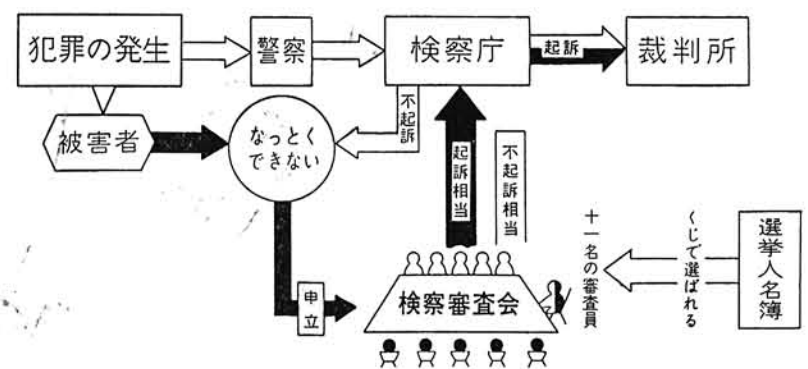 犯罪の発生
警察
検察庁
起訴
裁判所
被害者
なっとく
できない
不起訴
起訴相当
不起訴相当
申立
検察審査会
十一名の審査員
くじで選ばれる
選挙人名簿